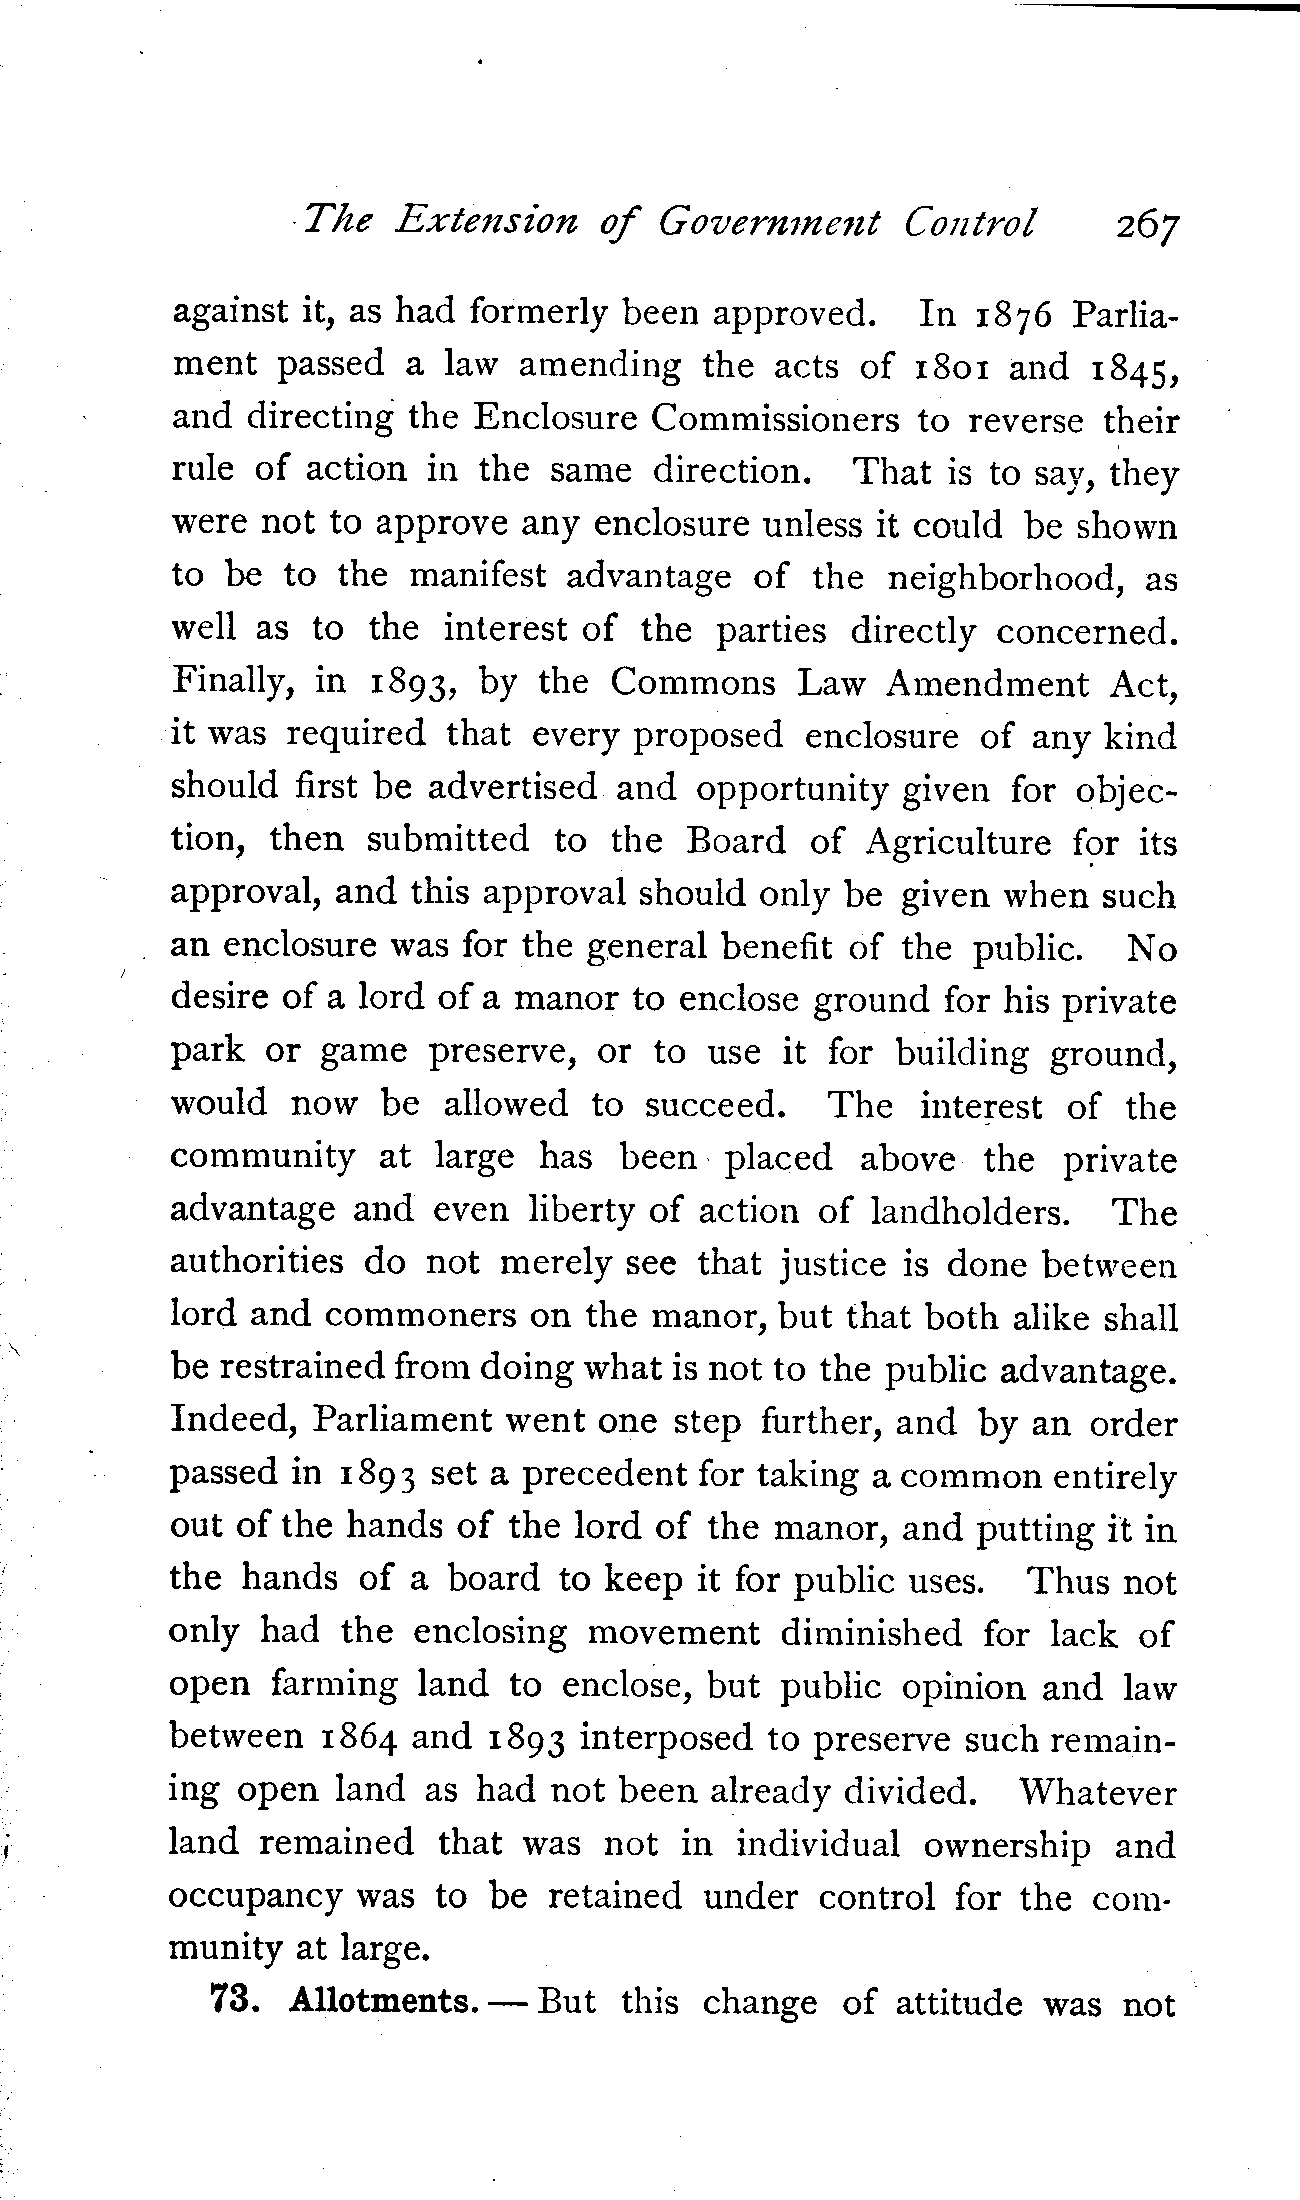 The Extension of Government Control 267
against it, as had formerly been approved. In 1876 Parlia-
ment passed a law amending the acts of 1801 and 1845,
and directing the Enclosure Commissioners to reverse their
rule of action in the same direction. That is to say, they
were not to approve any enclosure unless it could be shown
to be to the manifest advantage of the neighborhood, as
well as to the interest of the parties directly concerned.
Finally, in 1893, by the Commons Law Amendment Act,
it was required that every proposed enclosure of any kind
should first be advertised and opportunity given for objec-
tion, then submitted to the Board of Agriculture for its
approval, and this approval should only be given when such
an enclosure was for the general benefit of the public. No
desire of a lord of a manor to enclose ground for his private
park or game preserve, or to use it for building ground,
would now be allowed to succeed. The interest of the
community at large has been placed above the private
advantage and even liberty of action of landholders. The
authorities do not merely see that justice is done between
lord and commoners on the manor, but that both alike shall
be restrained from doing what is not to the public advantage.
Indeed, Parliament went one step further, and by an order
passed in 1893 set a precedent for taking a common entirely
out of the hands of the lord of the manor, and putting it in
the hands of a board to keep it for public uses. Thus not
only had the enclosing movement diminished for lack of
open farming land to enclose, but public opinion and law
between 1864 and 1893 interposed to preserve such remain-
ing open land as had not been already divided. Whatever
land remained that was not in individual ownership and
occupancy was to be retained under control for the com-
munity at large.
73. Allotments. — But this change of attitude was not